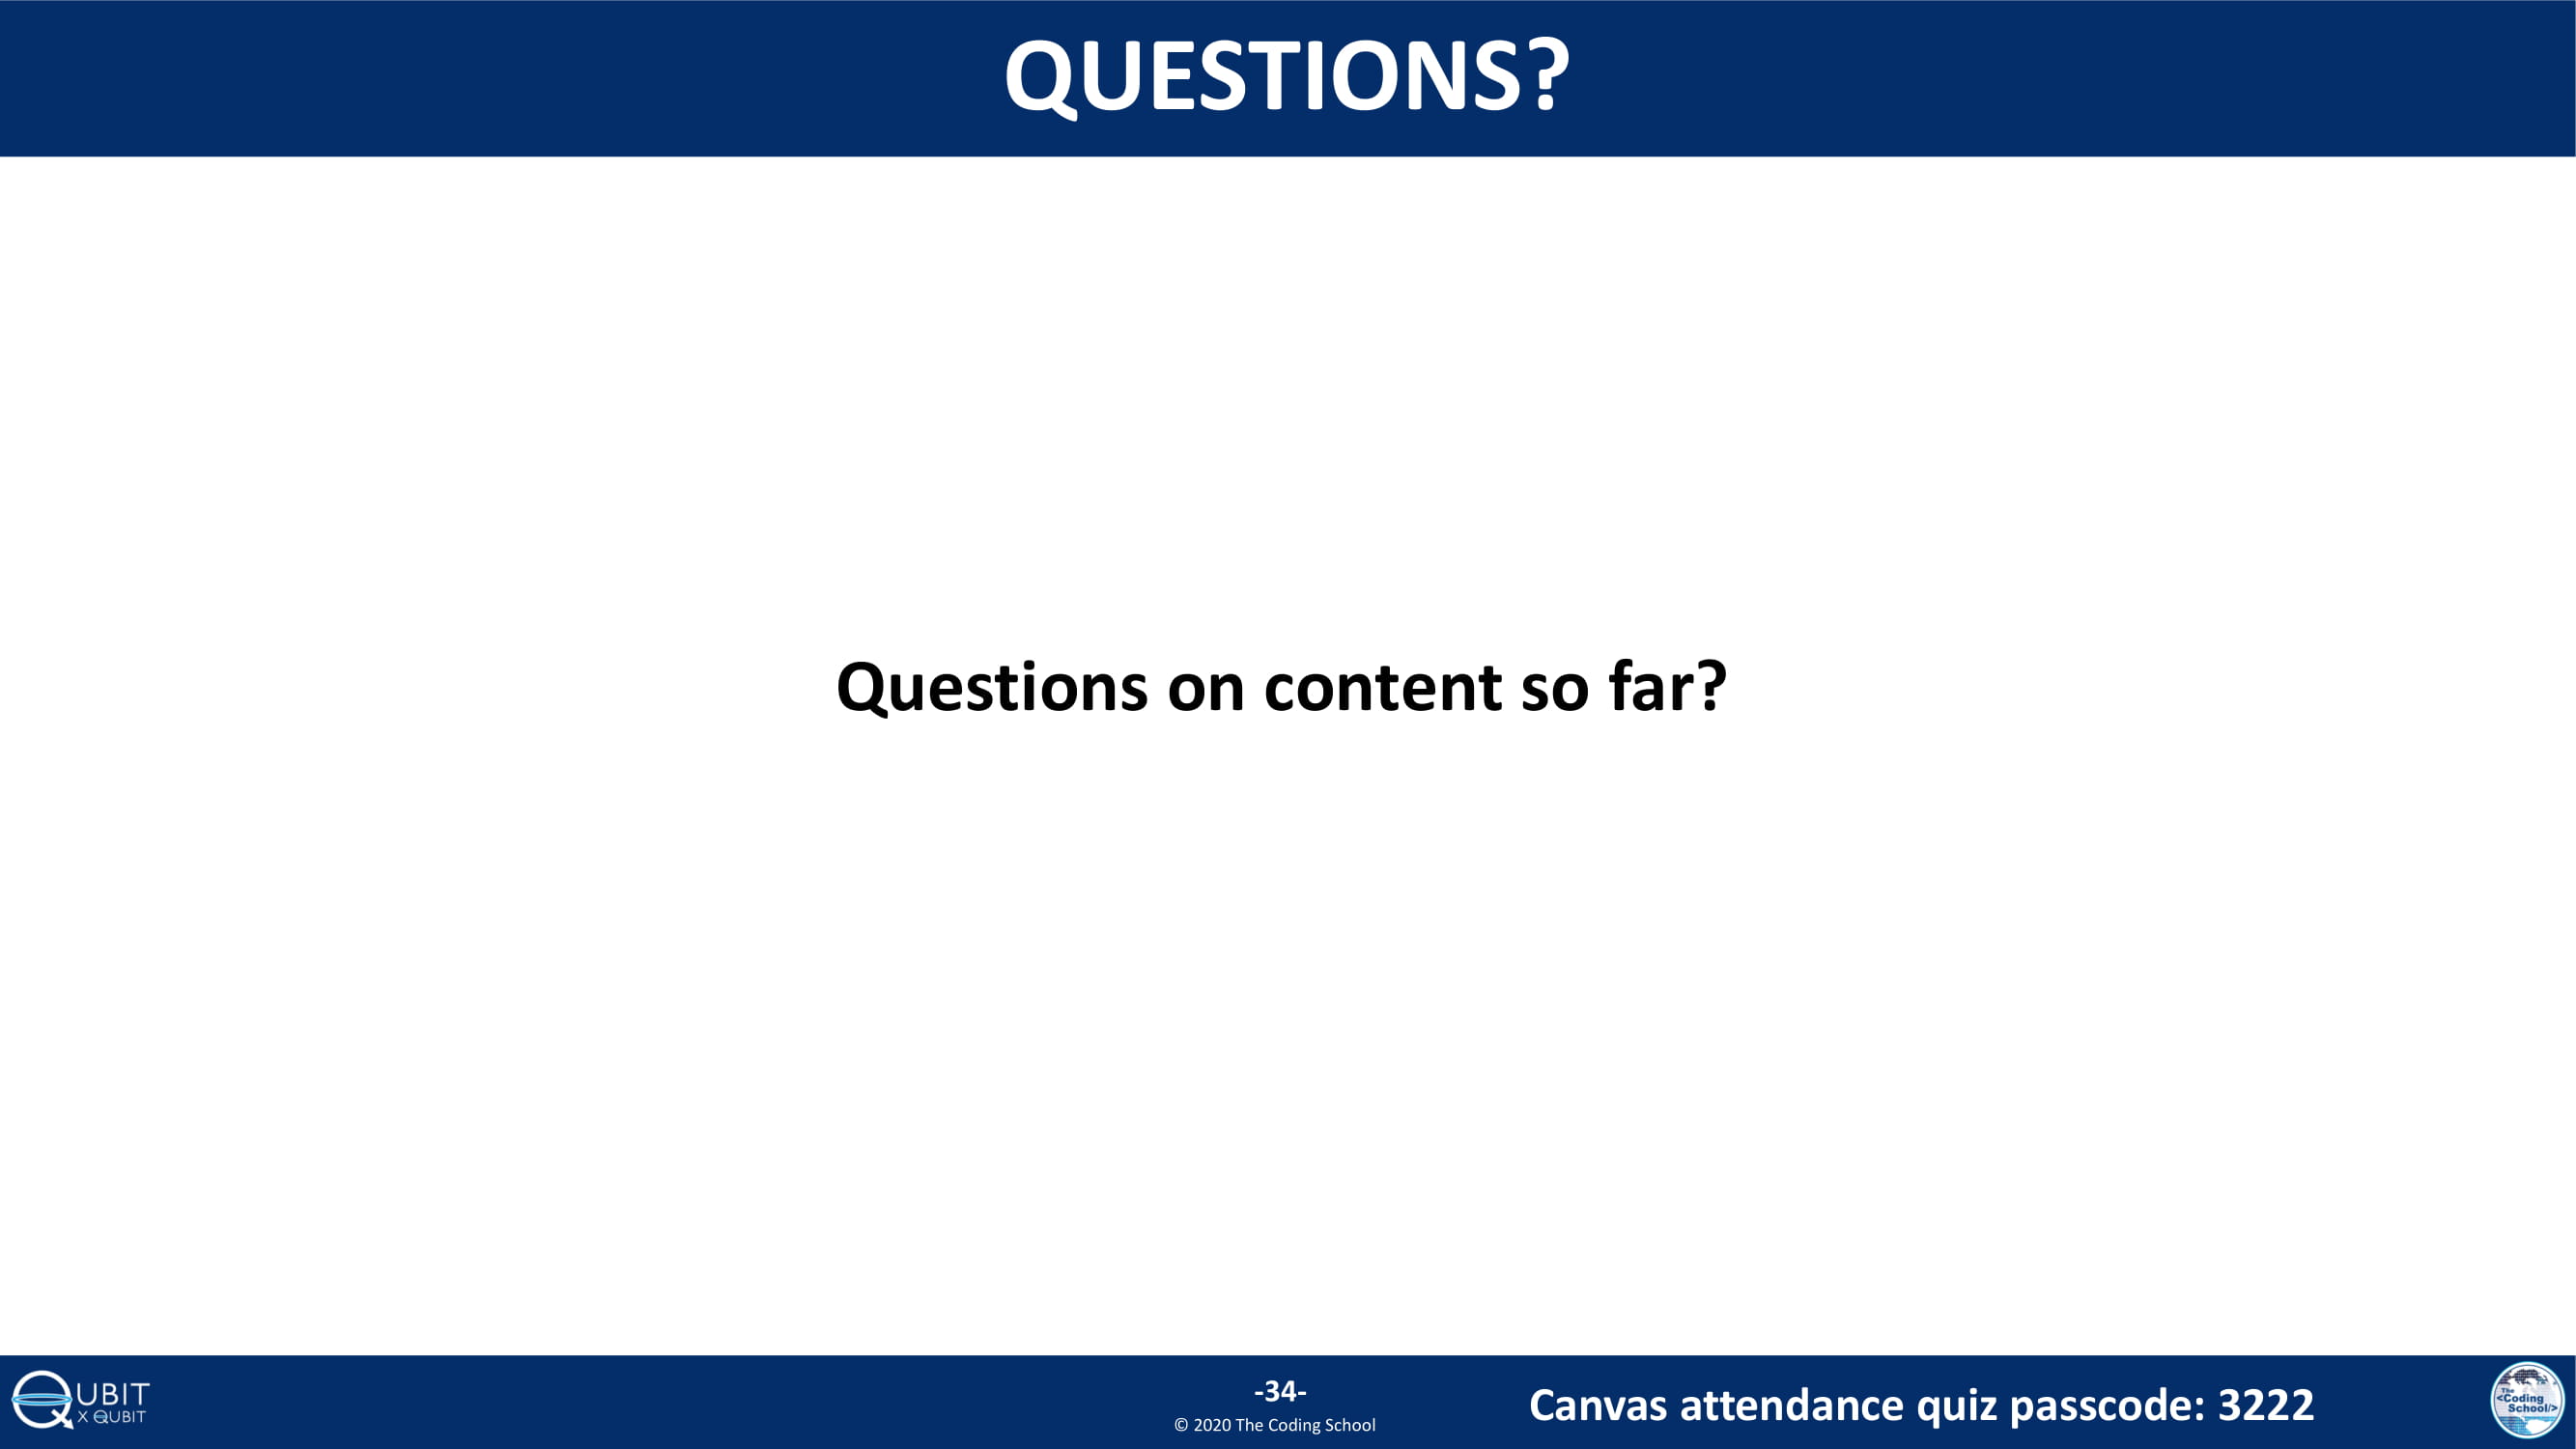 QUESTIONS?
Questions on content so far?
QUBIT
X QUBIT
-34-
© 2020 The Coding School
Canvas attendance quiz passcode: 3222
The
<Coding
School/>